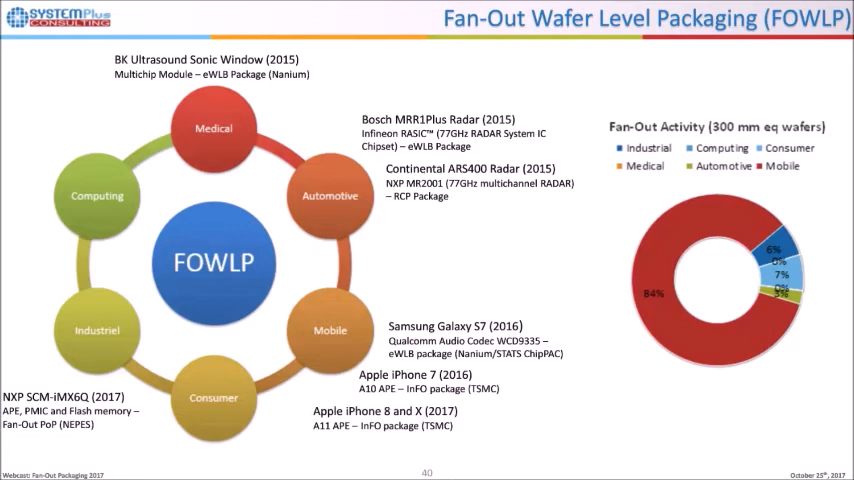 SYSTEMPlus
CONSULTING
Fan-Out Wafer Level Packaging (FOWLP)
BK Ultrasound Sonic Window (2015)
Multichip Module – eWLB Package (Nanium)
Medical
Bosch MRR1Plus Radar (2015)
Infineon RASIC™ (77GHz RADAR System IC
Chipset) – eWLB Package
Continental ARS400 Radar (2015)
NXP MR2001 (77GHz multichannel RADAR)
– RCP Package
Computing
Automotive
FOWLP
Industriel
Mobile
Consumer
Samsung Galaxy S7 (2016)
Qualcomm Audio Codec WCD9335 –
eWLB package (Nanium/STATS ChipPAC)
Apple iPhone 7 (2016)
A10 APE – InFO package (TSMC)
Apple iPhone 8 and X (2017)
A11 APE – InFO package (TSMC)
NXP SCM-iMX6Q (2017)
APE, PMIC and Flash memory –
Fan-Out PoP (NEPES)
Fan-Out Activity (300 mm eq wafers)
Industrial Computing Consumer
Medical Automotive Mobile
6%
0%
7%
0%
3%
84%
Webcast: Fan-Out Packaging 2017
40
October 25th, 2017